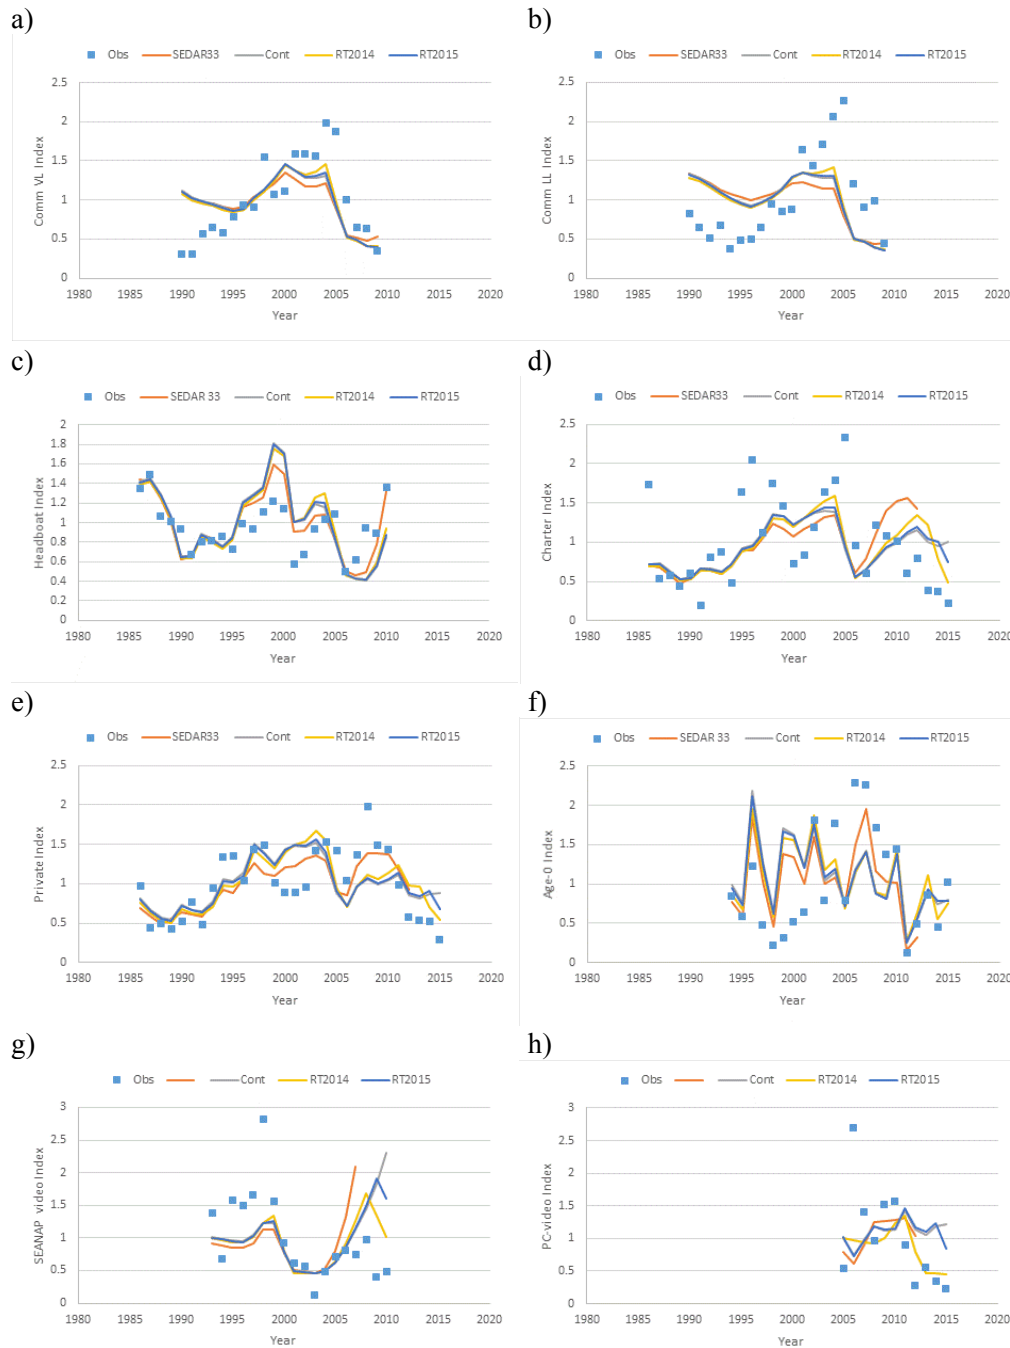 a)
Obs SEDAR33 Cont RT2014 RT2015
2.5
2
1.5
1
0.5
0
Comm VL Index
1980 1985 1990 1995 2000 2005 2010 2015 2020
Year
b)
Obs SEDAR33 Cont RT2014 RT2015
2.5
2
1.5
1
0.5
0
Comm LL Index
1980 1985 1990 1995 2000 2005 2010 2015 2020
Year
c)
Obs SEDAR 33 Cont RT2014 RT2015
2
1.8
1.6
1.4
1.2
1
0.8
0.6
0.4
0.2
0
Headboat Index
1980 1985 1990 1995 2000 2005 2010 2015 2020
Year
d)
Obs SEDAR33 Cont RT2014 RT2015
2.5
2
1.5
1
0.5
0
Charter Index
1980 1985 1990 1995 2000 2005 2010 2015 2020
Year
e)
Obs SEDAR33 Cont RT2014 RT2015
2.5
2
1.5
1
0.5
0
Private Index
1980 1985 1990 1995 2000 2005 2010 2015 2020
Year
f)
Obs SEDAR 33 Cont RT2014 RT2015
2.5
2
1.5
1
0.5
0
Age-0 Index
1980 1985 1990 1995 2000 2005 2010 2015 2020
Year
g)
Obs Cont RT2014 RT2015
3
2.5
2
1.5
1
0.5
0
SEANAP video Index
1980 1985 1990 1995 2000 2005 2010 2015 2020
Year
h)
Obs Cont RT2014 RT2015
3
2.5
2
1.5
1
0.5
0
PC-video Index
1980 1985 1990 1995 2000 2005 2010 2015 2020
Year